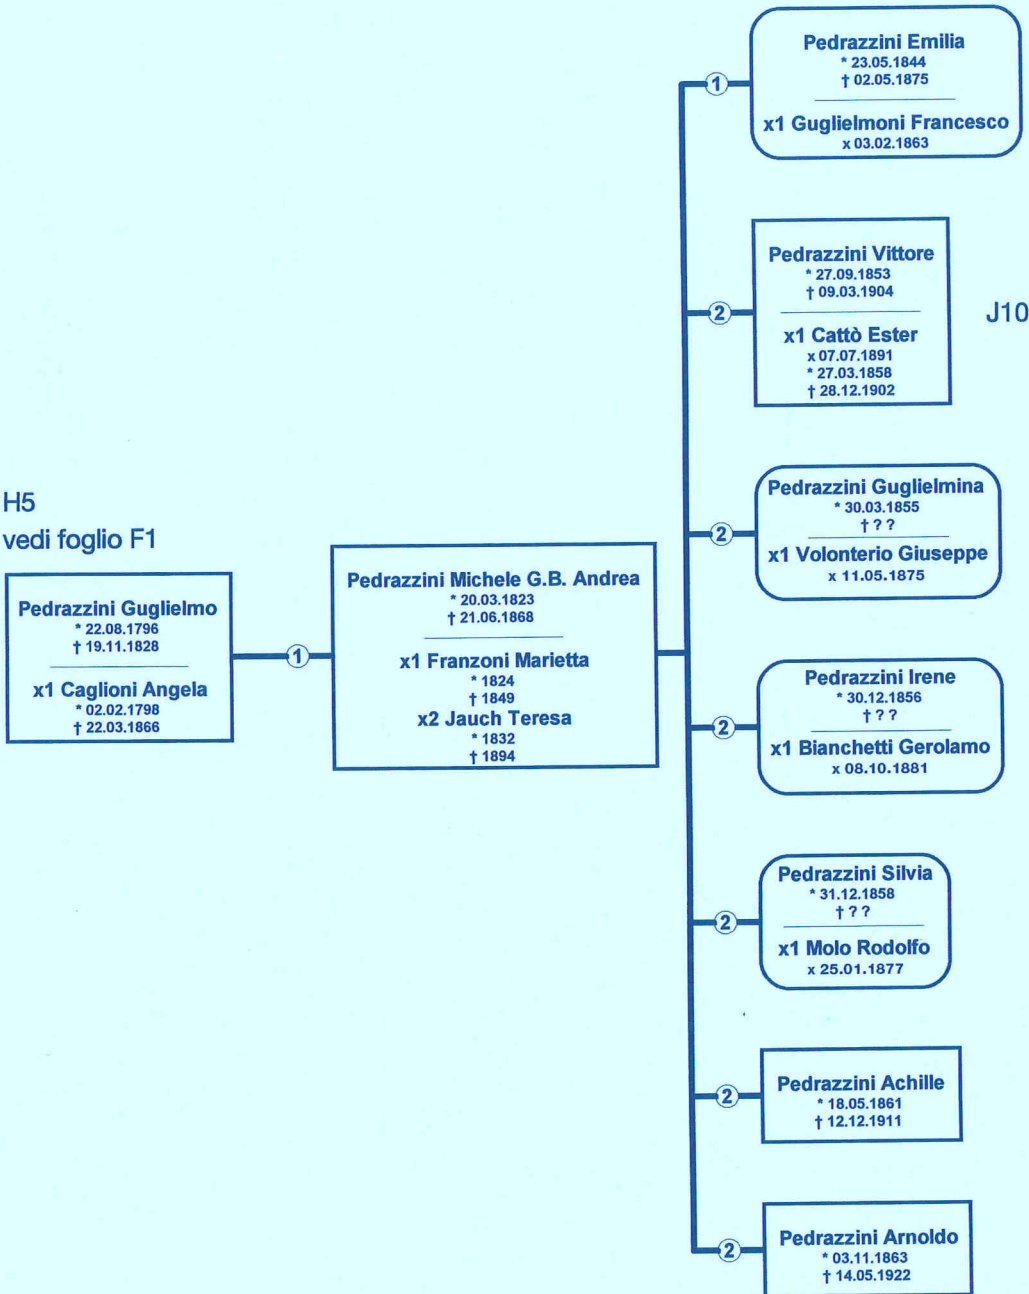 H5
vedi foglio F1
Pedrazzini Guglielmo
* 22.08.1796
† 19.11.1828
x1 Caglioni Angela
* 02.02.1798
† 22.03.1866
1
Pedrazzini Michele G.B. Andrea
* 20.03.1823
† 21.06.1868
x1 Franzoni Marietta
* 1824
† 1849
x2 Jauch Teresa
* 1832
† 1894
1
Pedrazzini Emilia
* 23.05.1844
† 02.05.1875
x1 Guglielmoni Francesco
x 03.02.1863
2
Pedrazzini Vittore
* 27.09.1853
† 09.03.1904
x1 Cattò Ester
x 07.07.1891
* 27.03.1858
† 28.12.1902
J10
2
Pedrazzini Guglielmina
* 30.03.1855
† ? ?
x1 Volonterio Giuseppe
x 11.05.1875
2
Pedrazzini Irene
* 30.12.1856
† ? ?
x1 Bianchetti Gerolamo
x 08.10.1881
2
Pedrazzini Silvia
* 31.12.1858
† ? ?
x1 Molo Rodolfo
x 25.01.1877
2
Pedrazzini Achille
* 18.05.1861
† 12.12.1911
2
Pedrazzini Arnoldo
* 03.11.1863
† 14.05.1922